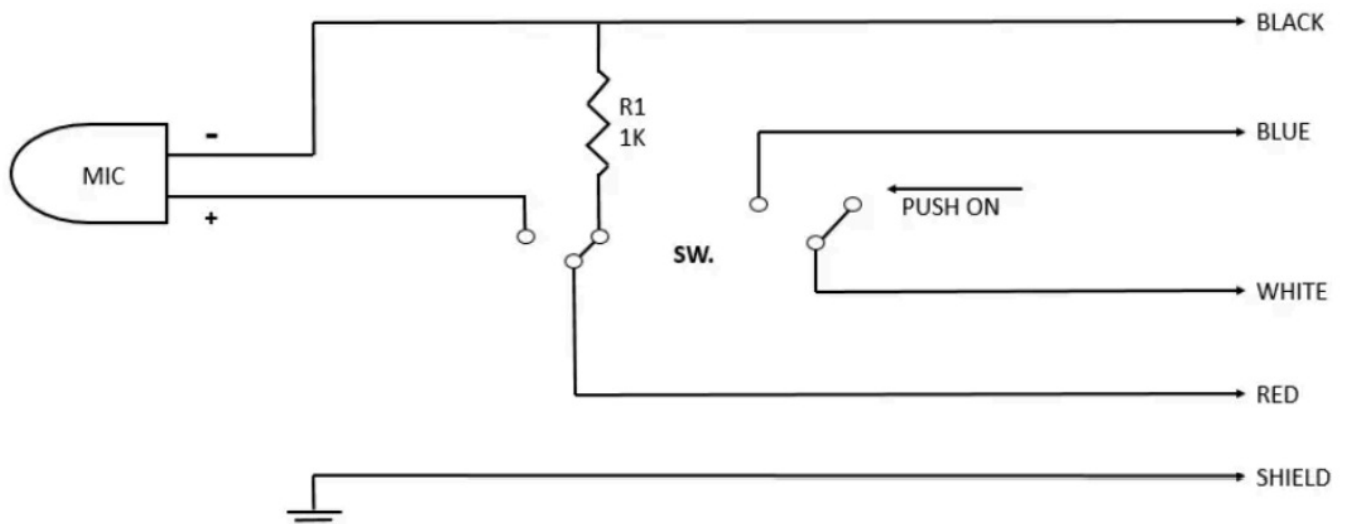 BLACK
R1
1K
BLUE
-
MIC
+
PUSH ON
SW.
WHITE
RED
SHIELD